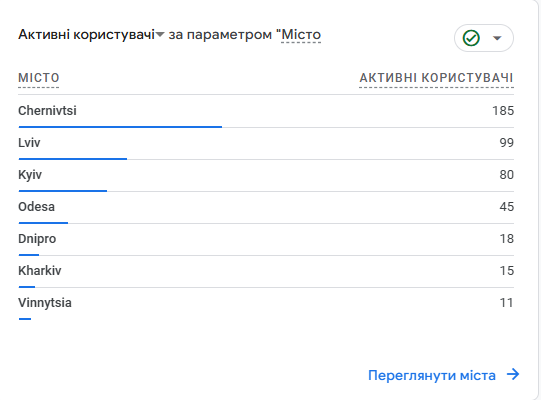 Активні користувачі за параметром "Місто
МІСТО АКТИВНІ КОРИСТУВАЧІ
Chernivtsi 185
Lviv 99
Kyiv 80
Odesa 45
Dnipro 18
Kharkiv 15
Vinnytsia 11
Переглянути міста